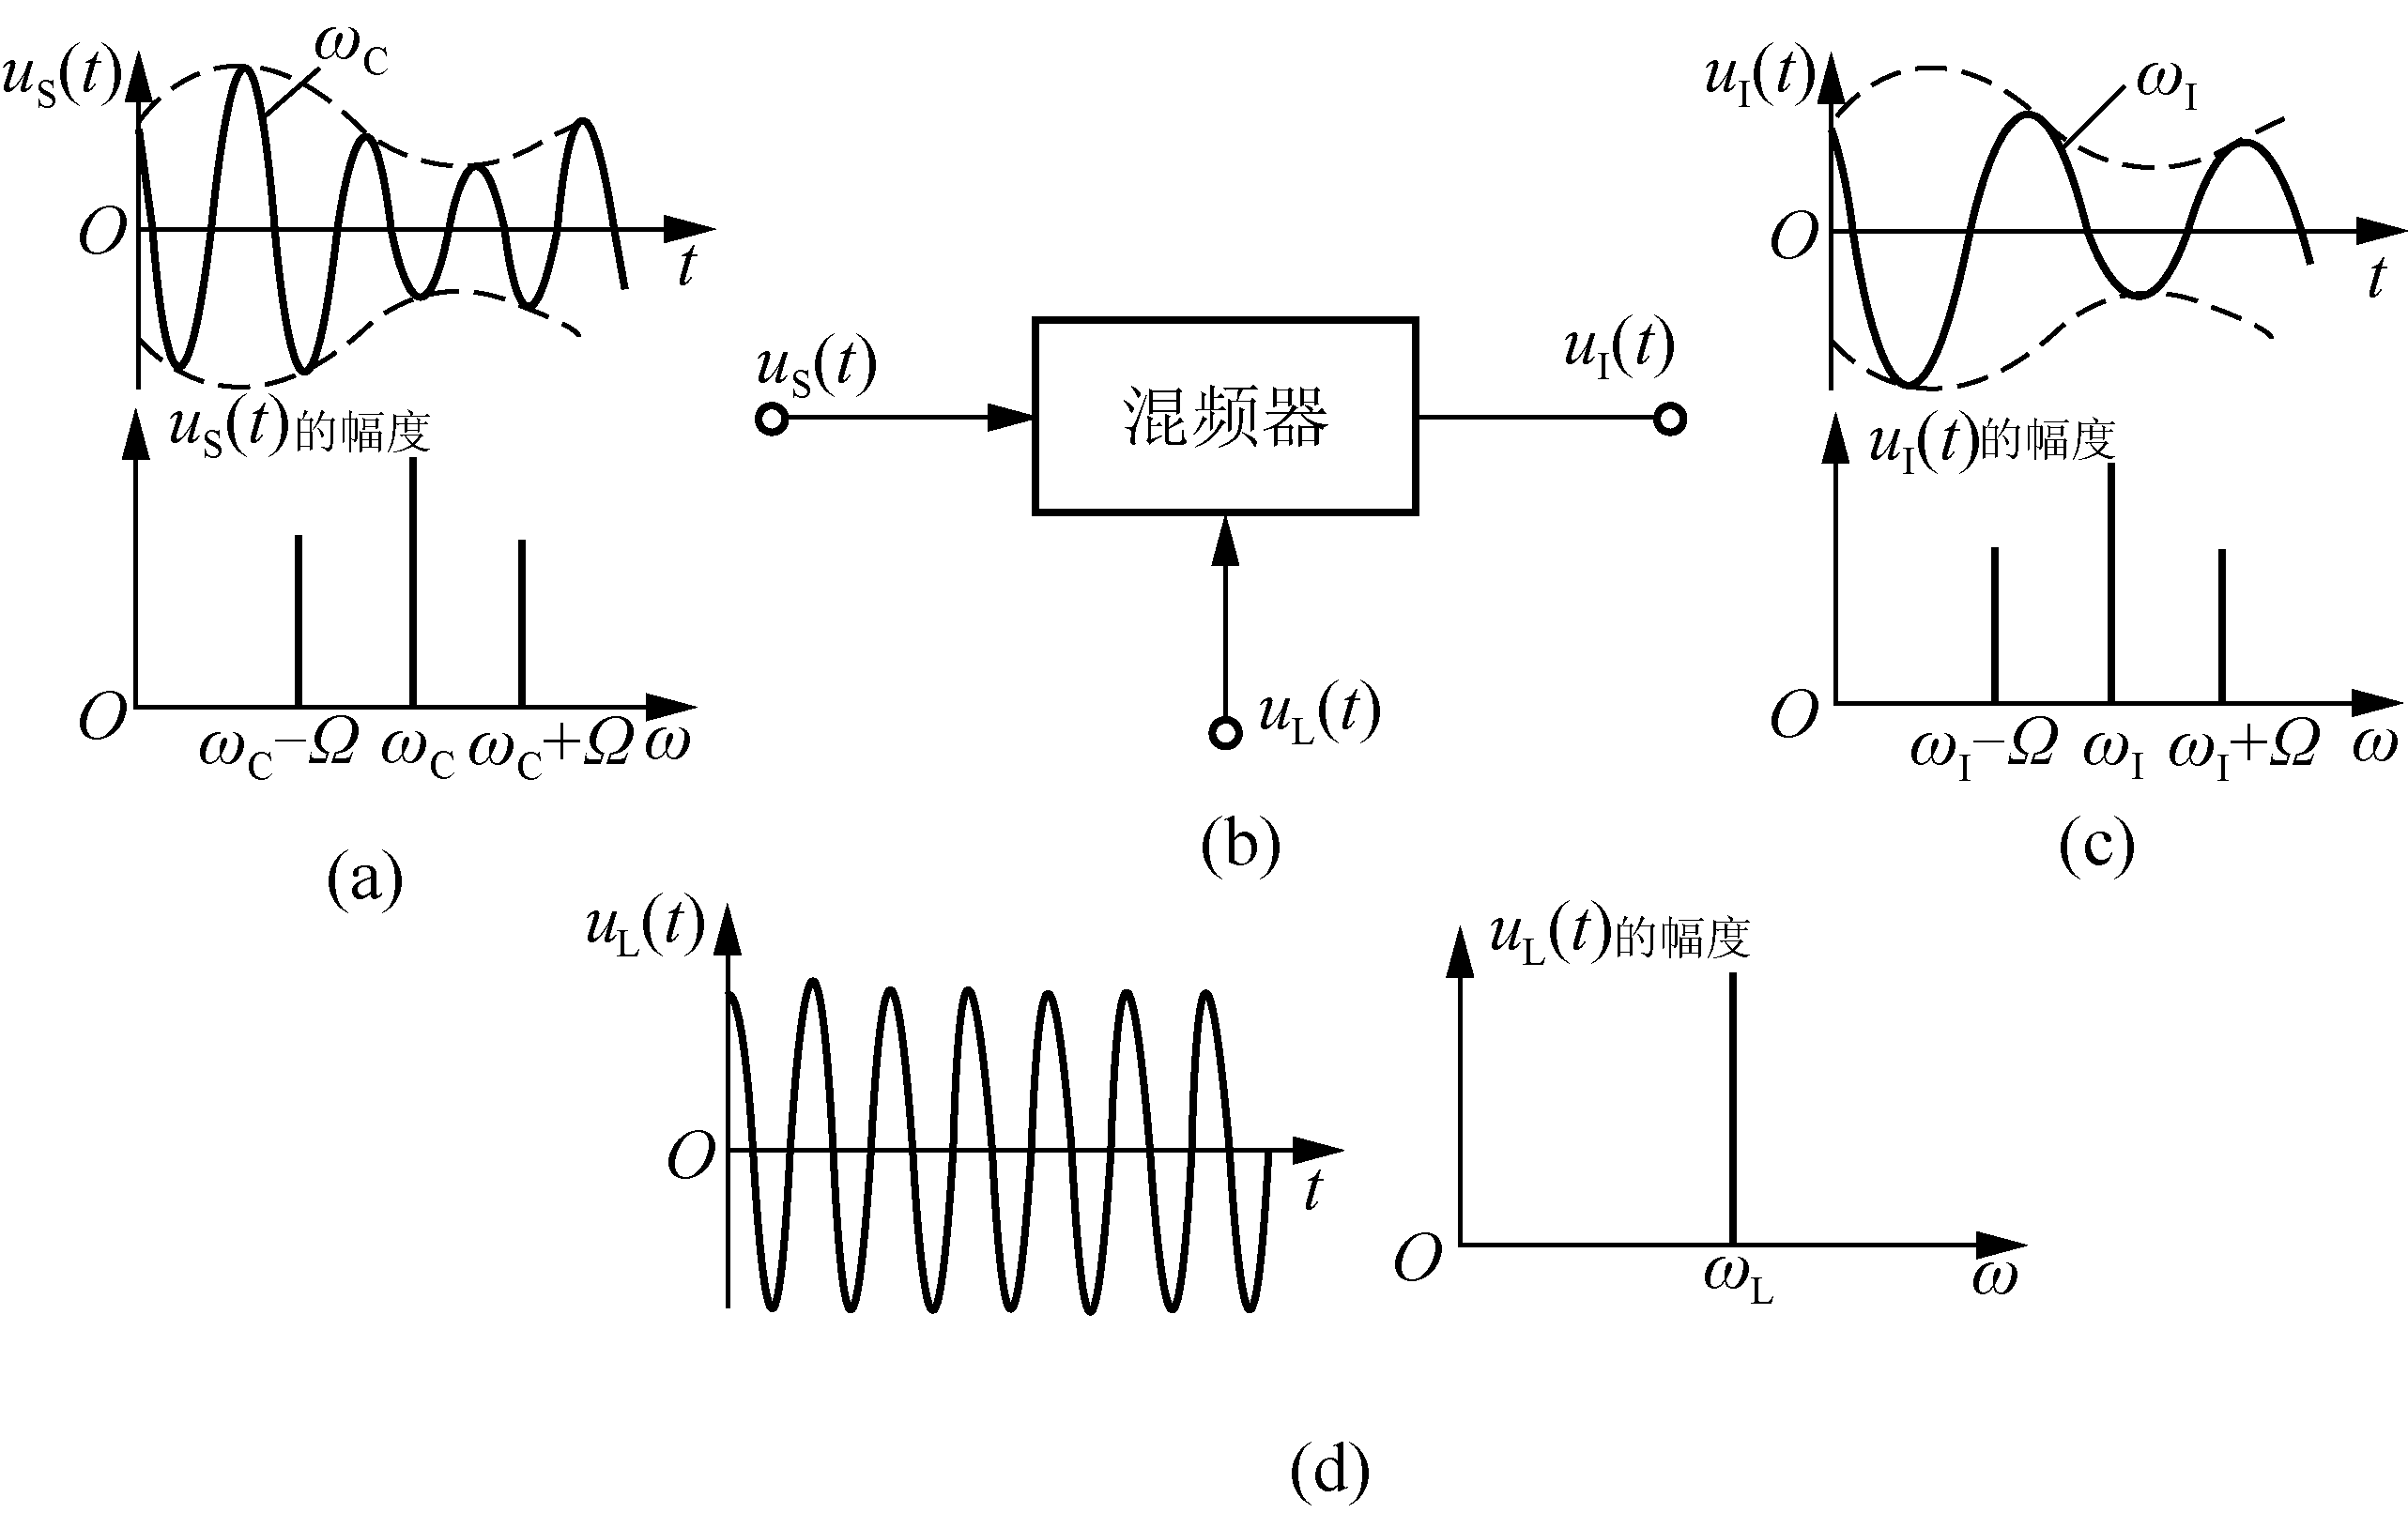 u_S(t)
ω_C
O
t
u_S(t)的幅度
O
ω_C−Ω ω_C ω_C+Ω ω
(a)
u_S(t)
混频器
u_I(t)
u_L(t)
(b)
u_I(t)
ω_I
O
t
u_I(t)的幅度
O
ω_I−Ω ω_I ω_I+Ω ω
(c)
u_L(t)
O
t
u_L(t)的幅度
O
ω_L ω
(d)